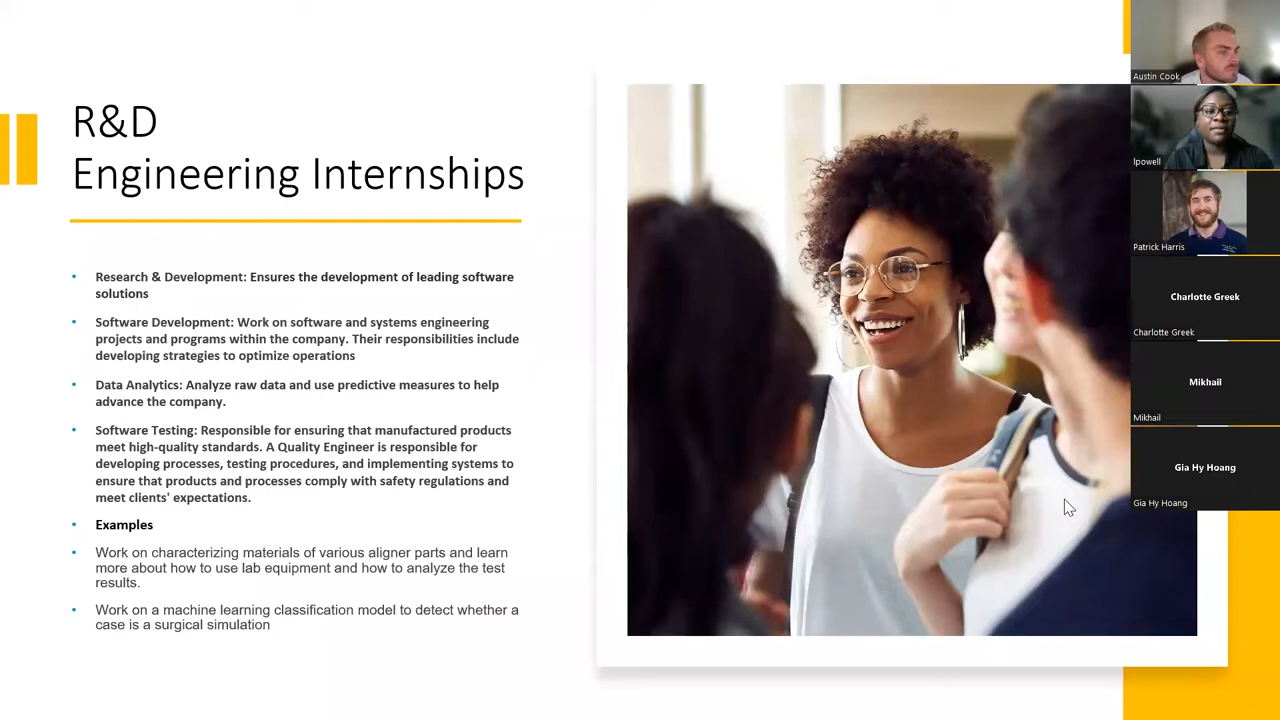 R&D
Engineering Internships
Research & Development: Ensures the development of leading software
solutions
Software Development: Work on software and systems engineering
projects and programs within the company. Their responsibilities include
developing strategies to optimize operations
Data Analytics: Analyze raw data and use predictive measures to help
advance the company.
Software Testing: Responsible for ensuring that manufactured products
meet high-quality standards. A Quality Engineer is responsible for
developing processes, testing procedures, and implementing systems to
ensure that products and processes comply with safety regulations and
meet clients' expectations.
Examples
Work on characterizing materials of various aligner parts and learn
more about how to use lab equipment and how to analyze the test
results.
Work on a machine learning classification model to detect whether a
case is a surgical simulation
Austin Cook
lpowell
Patrick Harris
Charlotte Greek
Charlotte Greek
Mikhail
Mikhail
Gia Hy Hoang
Gia Hy Hoang